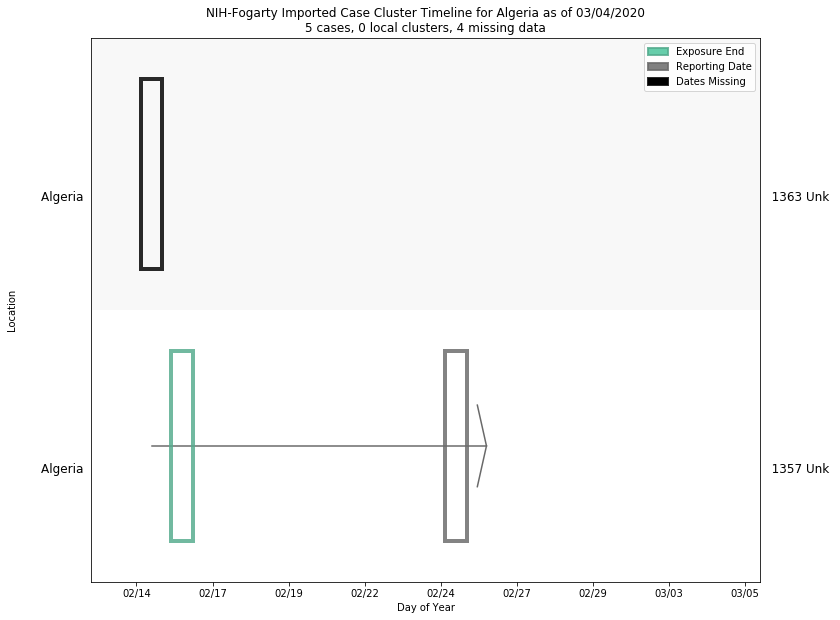 NIH-Fogarty Imported Case Cluster Timeline for Algeria as of 03/04/2020
5 cases, 0 local clusters, 4 missing data
Exposure End
Reporting Date
Dates Missing
Algeria
1363 Unk
Location
Algeria
1357 Unk
02/14 02/17 02/19 02/22 02/24 02/27 02/29 03/03 03/05
Day of Year